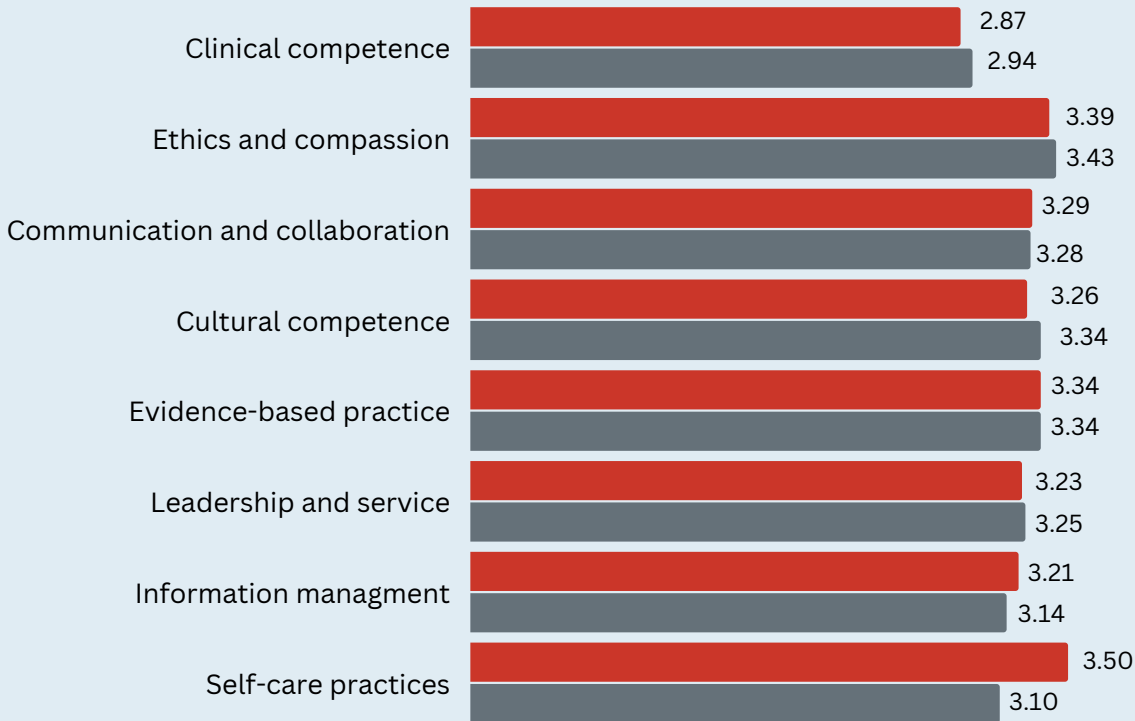 Clinical competence
2.87
2.94
Ethics and compassion
3.39
3.43
Communication and collaboration
3.29
3.28
Cultural competence
3.26
3.34
Evidence-based practice
3.34
3.34
Leadership and service
3.23
3.25
Information managment
3.21
3.14
Self-care practices
3.50
3.10